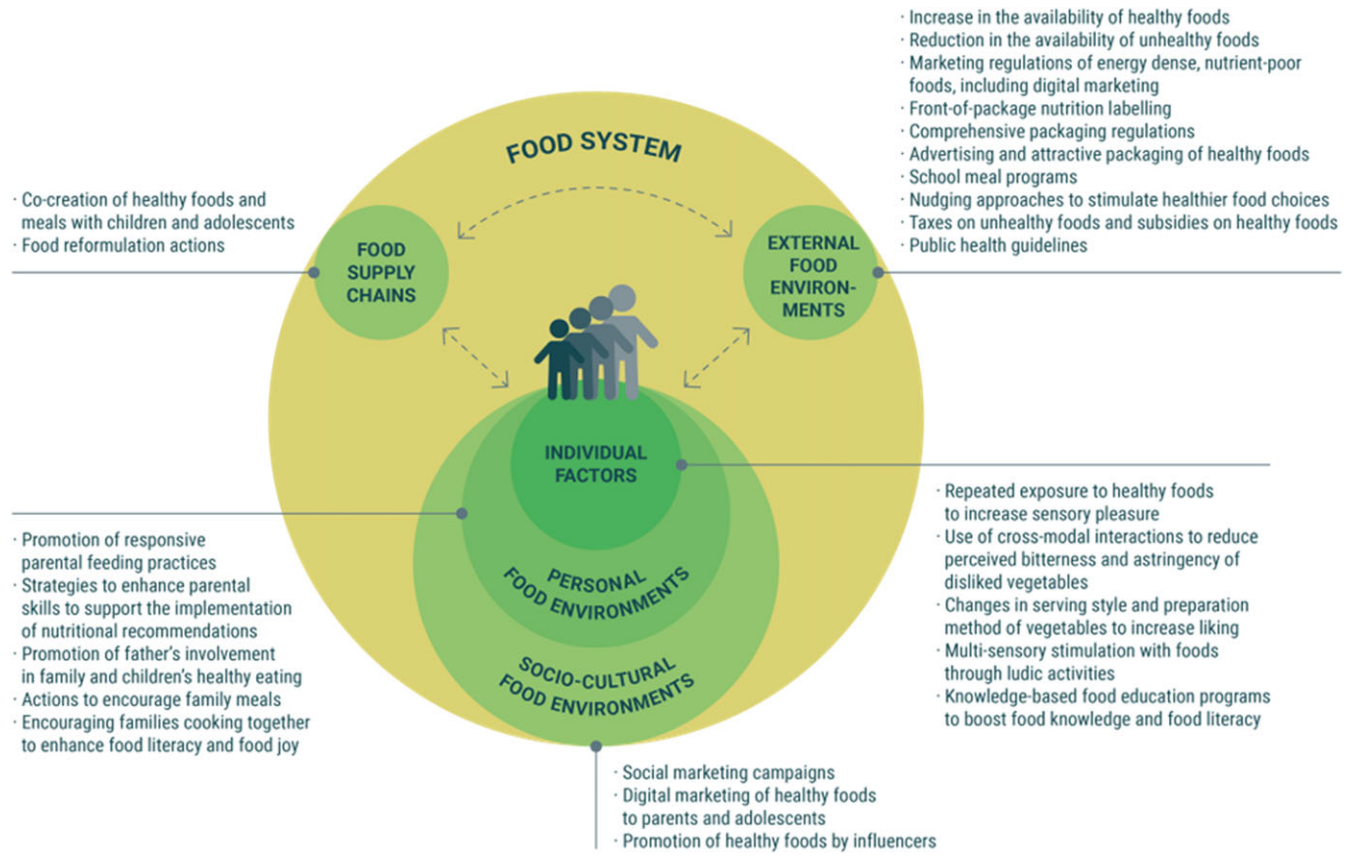 · Increase in the availability of healthy foods
· Reduction in the availability of unhealthy foods
· Marketing regulations of energy dense, nutrient-poor
foods, including digital marketing
· Front-of-package nutrition labelling
· Comprehensive packaging regulations
· Advertising and attractive packaging of healthy foods
· School meal programs
· Nudging approaches to stimulate healthier food choices
· Taxes on unhealthy foods and subsidies on healthy foods
· Public health guidelines
FOOD SYSTEM
· Co-creation of healthy foods and
meals with children and adolescents
· Food reformulation actions
FOOD
SUPPLY
CHAINS
EXTERNAL
FOOD
ENVIRON-
MENTS
INDIVIDUAL
FACTORS
PERSONAL
FOOD ENVIRONMENTS
SOCIO-CULTURAL
FOOD ENVIRONMENTS
· Promotion of responsive
parental feeding practices
· Strategies to enhance parental
skills to support the implementation
of nutritional recommendations
· Promotion of father's involvement
in family and children's healthy eating
· Actions to encourage family meals
· Encouraging families cooking together
to enhance food literacy and food joy
· Repeated exposure to healthy foods
to increase sensory pleasure
· Use of cross-modal interactions to reduce
perceived bitterness and astringency of
disliked vegetables
· Changes in serving style and preparation
method of vegetables to increase liking
· Multi-sensory stimulation with foods
through ludic activities
· Knowledge-based food education programs
to boost food knowledge and food literacy
· Social marketing campaigns
· Digital marketing of healthy foods
to parents and adolescents
· Promotion of healthy foods by influencers